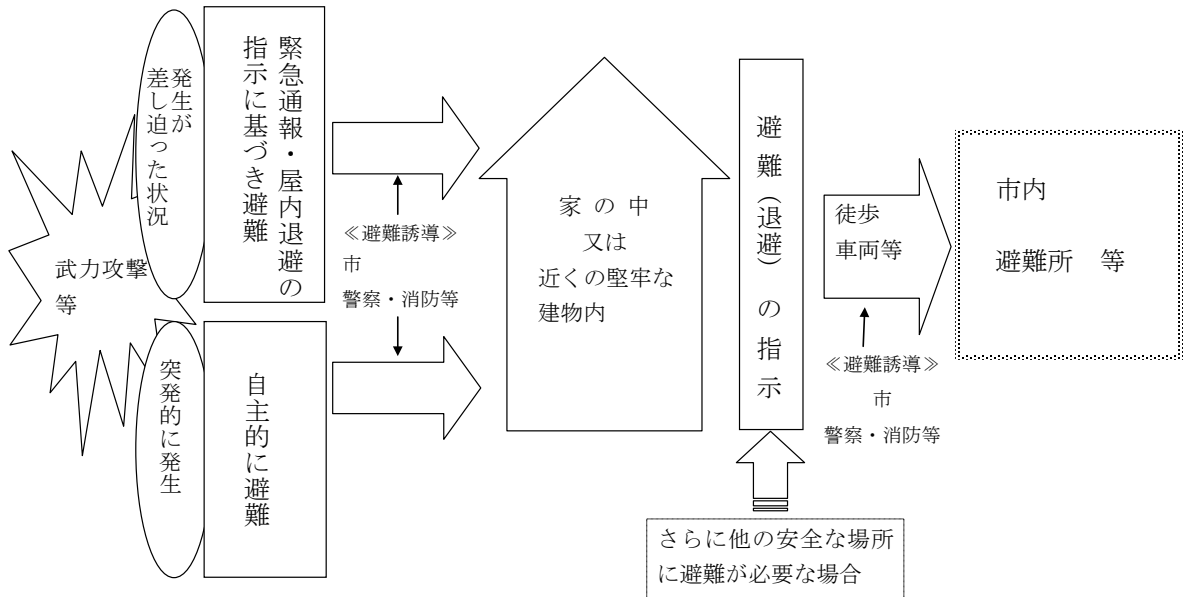 武力攻撃
等
発生が
差し迫った状況
緊急通報・屋内退避の
指示に基づき避難
突発的に発生
自主的に避難
≪避難誘導≫
市
警察・消防等
家 の 中
又は
近くの堅牢な
建物内
避 難 (退避) の 指 示
さらに他の安全な場所
に避難が必要な場合
徒歩
車両等
≪避難誘導≫
市
警察・消防等
市内
避難所 等